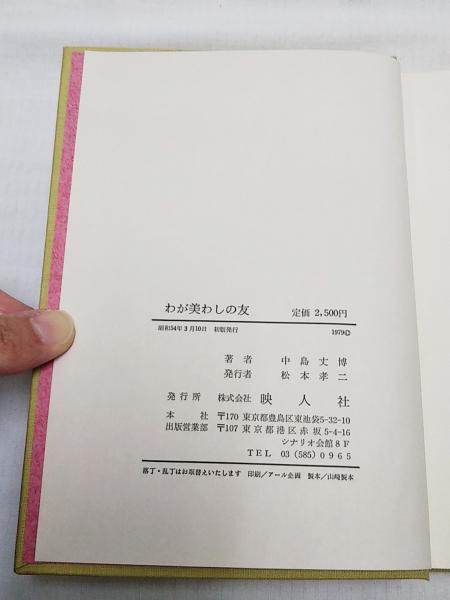 わが美わしの友 定価 2,500円
昭和54年3月10日 初版発行 1979©
著者 中島丈博
発行者 松本孝二
発行所 株式会社 映人社
本社 〒170 東京都豊島区東池袋5-32-10
出版営業部 〒107 東京都港区赤坂5-4-16
シナリオ会館8F
TEL 03 (585) 0965
落丁・乱丁はお取替えいたします 印刷/アール企画 製本/山崎製本